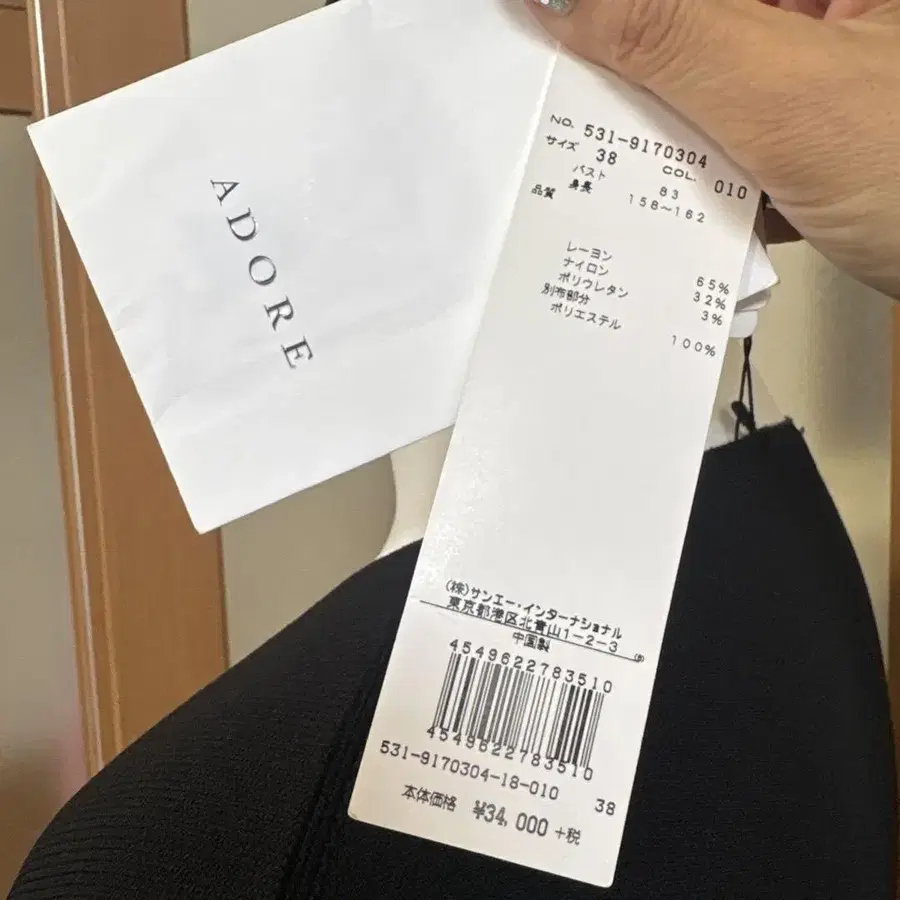 ADORE
NO. 531-9170304
サイズ 38 COL. 010
バスト 83
身長 158～162
品質
レーヨン 65%
ナイロン 32%
ポリウレタン 3%
別布部分
ポリエステル 100%
(株)サンエー・インターナショナル
東京都港区北青山1-2-3
中国製
4549622783510
4549622783510
531-9170304-18-010 38
本体価格 ¥34,000 +税